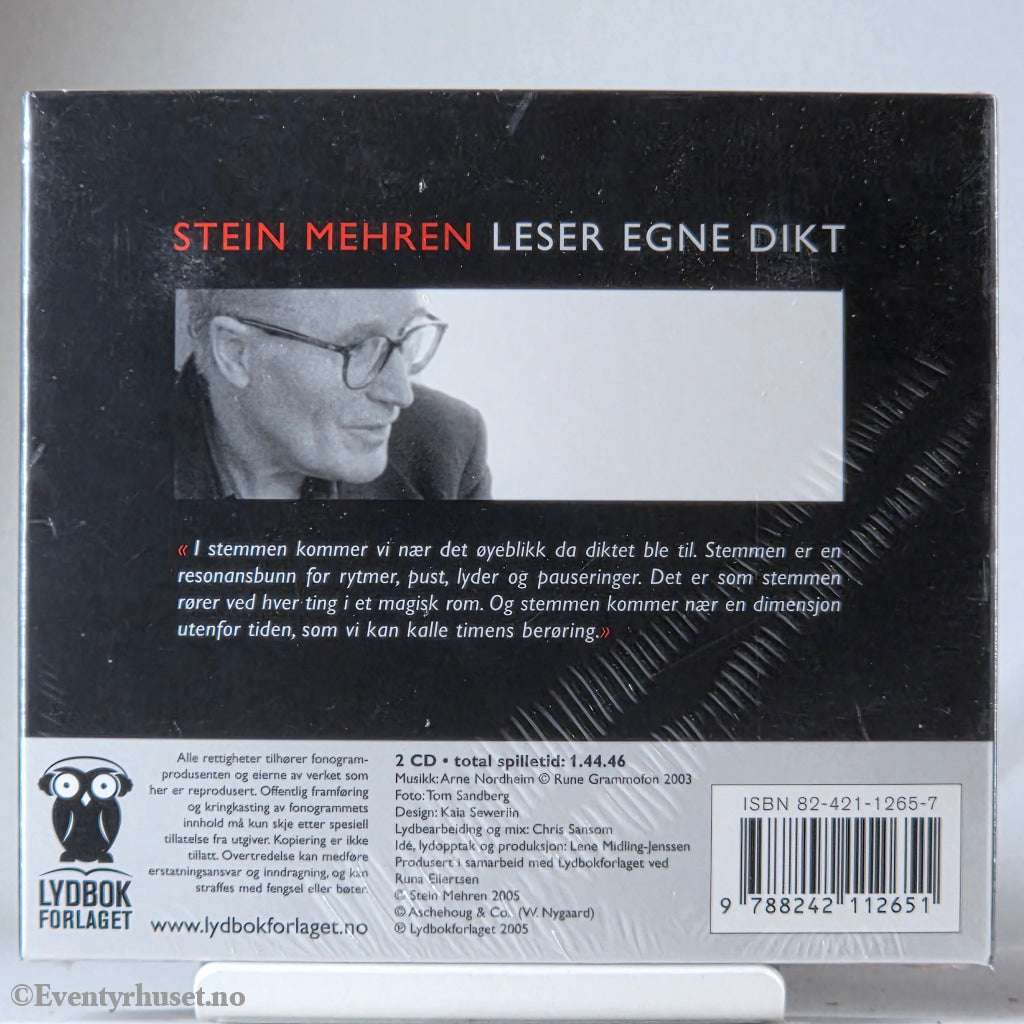 STEIN MEHREN LESER EGNE DIKT
« I stemmen kommer vi nær det øyeblikk da diktet ble til. Stemmen er en
resonansbunn for rytmer, pust, lyder og pauseringer. Det er som stemmen
rører ved hver ting i et magisk rom. Og stemmen kommer nær en dimensjon
utenfor tiden, som vi kan kalle timens berøring.»
Alle rettigheter tilhører fonogram-
produsenten og eierne av verket som
her er reprodusert. Offentlig framføring
og kringkasting av fonogrammets
innhold må kun skje etter spesiell
tillatelse fra utgiver. Kopiering er ikke
tillatt. Overtredelse kan medføre
erstatningsansvar og inndragning, og kan
straffes med fengsel eller bøter.
www.lydbokforlaget.no
LYDBOK
FORLAGET
2 CD • total spilletid: 1.44.46
Musikk: Arne Nordheim © Rune Grammofon 2003
Foto: Tom Sandberg
Design: Kaia Sewerlin
Lydbearbeiding og mix: Chris Sansom
Idé, lydopptak og produksjon: Lene Midling-Jenssen
Produsert i samarbeid med Lydbokforlaget ved
Runa Eilertsen
© Stein Mehren 2005
© Aschehoug & Co. (W. Nygaard)
℗ Lydbokforlaget 2005
ISBN 82-421-1265-7
9 788242 112651
©Eventyrhuset.no